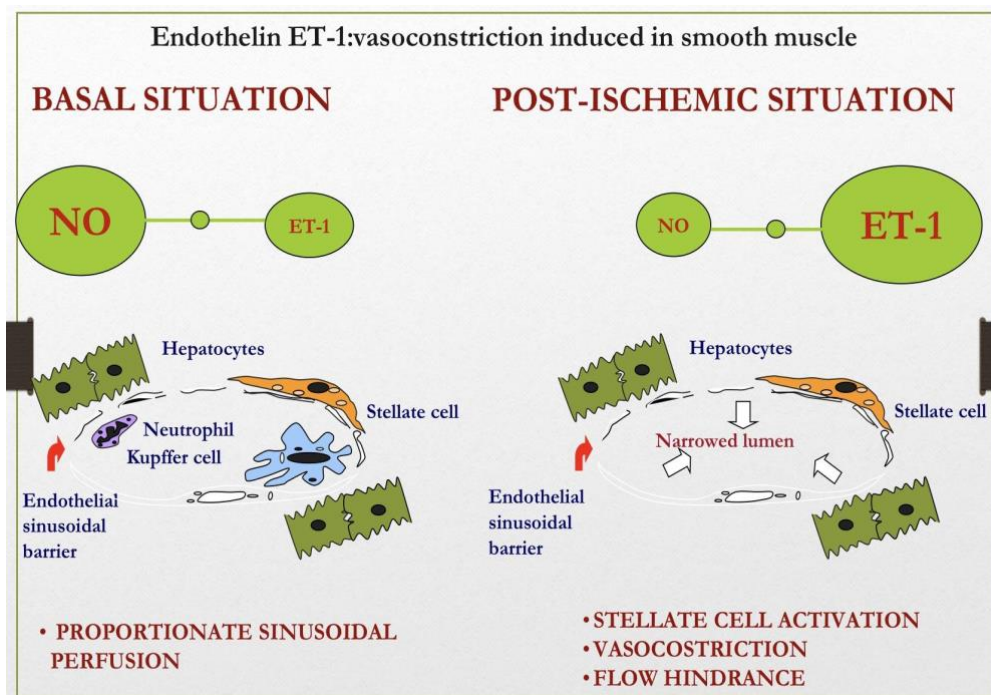 Endothelin ET-1:vasoconstriction induced in smooth muscle
BASAL SITUATION
NO
ET-1
Hepatocytes
Stellate cell
Neutrophil
Kupffer cell
Endothelial
sinusoidal
barrier
• PROPORTIONATE SINUSOIDAL
PERFUSION
POST-ISCHEMIC SITUATION
NO
ET-1
Hepatocytes
Stellate cell
Narrowed lumen
Endothelial
sinusoidal
barrier
• STELLATE CELL ACTIVATION
• VASOCOSTRICTION
• FLOW HINDRANCE